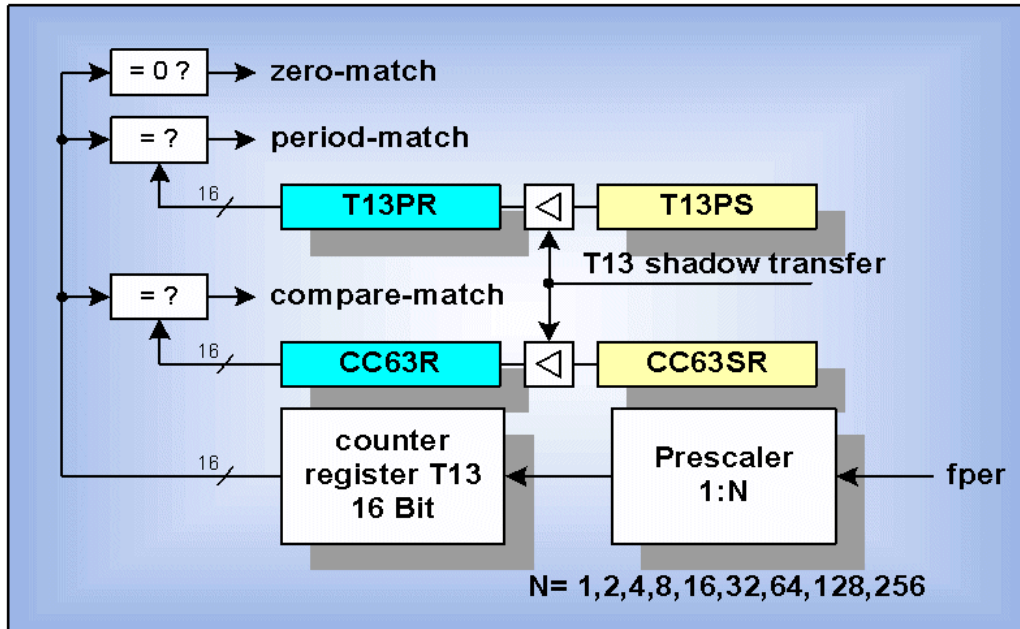 = 0 ?
zero-match
= ?
period-match
16
T13PR
T13PS
T13 shadow transfer
= ?
compare-match
16
CC63R
CC63SR
16
counter
register T13
16 Bit
Prescaler
1:N
fper
N= 1,2,4,8,16,32,64,128,256